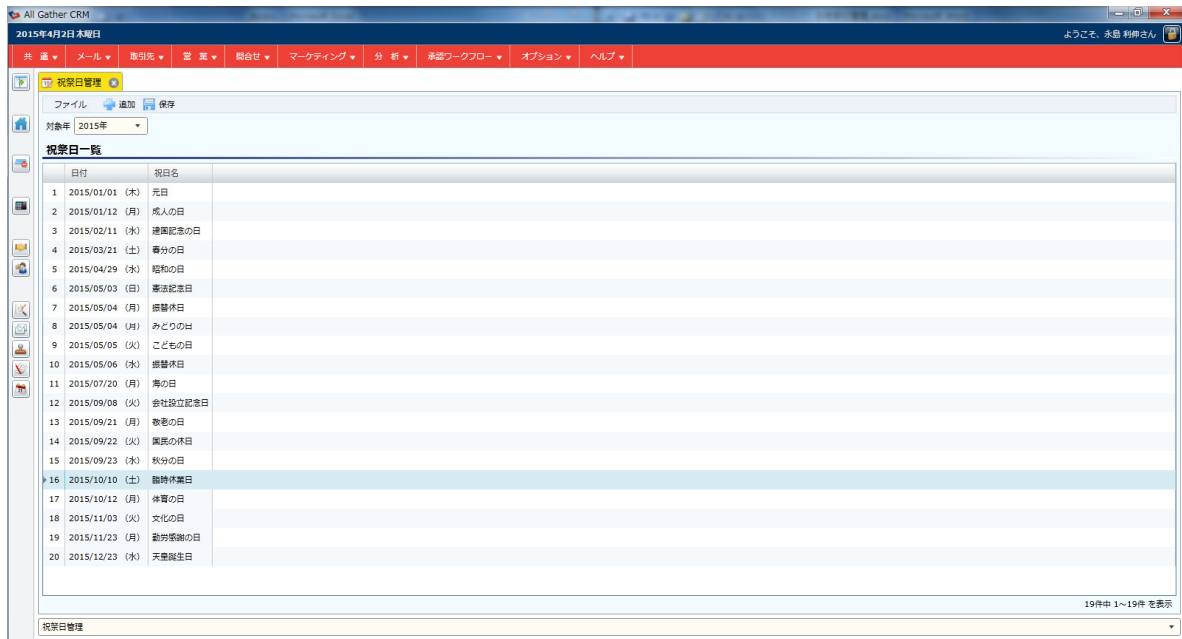 All Gather CRM
2015年4月2日木曜日 ようこそ、永島 利伸さん
共 通 メール 取引先 営 業 問合せ マーケティング 分 析 承認ワークフロー オプション ヘルプ
祝祭日管理
ファイル 追加 保存
対象年 2015年
祝祭日一覧
日付 祝日名
1 2015/01/01 (木) 元日
2 2015/01/12 (月) 成人の日
3 2015/02/11 (水) 建国記念の日
4 2015/03/21 (土) 春分の日
5 2015/04/29 (水) 昭和の日
6 2015/05/03 (日) 憲法記念日
7 2015/05/04 (月) 振替休日
8 2015/05/04 (月) みどりの日
9 2015/05/05 (火) こどもの日
10 2015/05/06 (水) 振替休日
11 2015/07/20 (月) 海の日
12 2015/09/08 (火) 会社設立記念日
13 2015/09/21 (月) 敬老の日
14 2015/09/22 (火) 国民の休日
15 2015/09/23 (水) 秋分の日
16 2015/10/10 (土) 臨時休業日
17 2015/10/12 (月) 体育の日
18 2015/11/03 (火) 文化の日
19 2015/11/23 (月) 勤労感謝の日
20 2015/12/23 (水) 天皇誕生日
19件中 1～19件 を表示
祝祭日管理